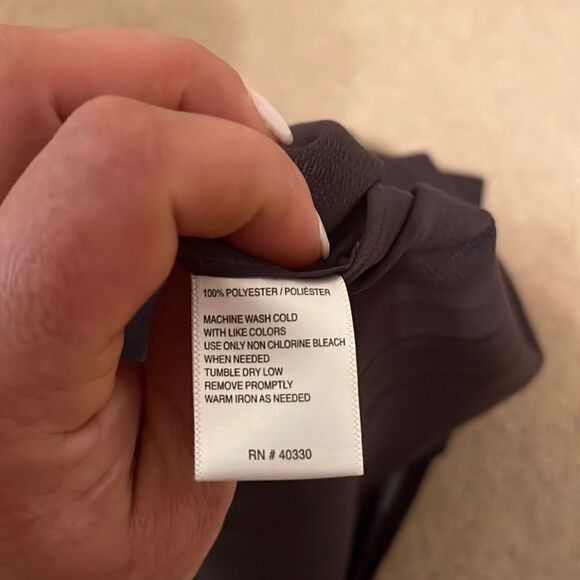 100% POLYESTER / POLIÉSTER
MACHINE WASH COLD
WITH LIKE COLORS
USE ONLY NON CHLORINE BLEACH
WHEN NEEDED
TUMBLE DRY LOW
REMOVE PROMPTLY
WARM IRON AS NEEDED
RN # 40330